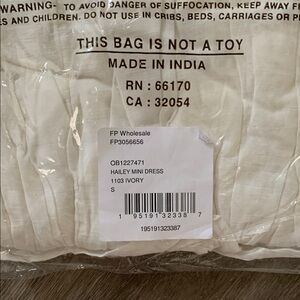 WARNING- TO AVOID DANGER OF SUFFOCATION, KEEP AWAY
AND CHILDREN. DO NOT USE IN CRIBS, BEDS, CARRIAGES OR
THIS BAG IS NOT A TOY
MADE IN INDIA
RN : 66170
CA : 32054
FP Wholesale
FP3056656
OB1227471
HAILEY MINI DRESS
1103 IVORY
S
1 95191 32338 7
195191323387